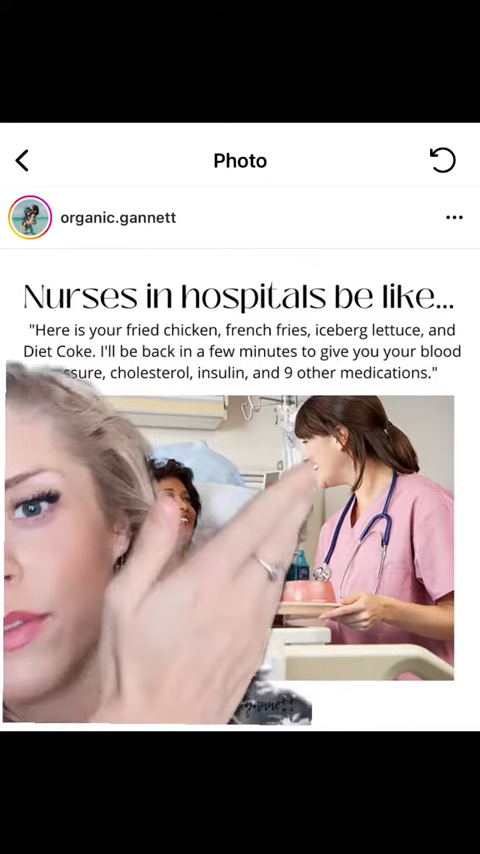 Photo
organic.gannett
Nurses in hospitals be like...
"Here is your fried chicken, french fries, iceberg lettuce, and
Diet Coke. I'll be back in a few minutes to give you your blood
ssure, cholesterol, insulin, and 9 other medications."